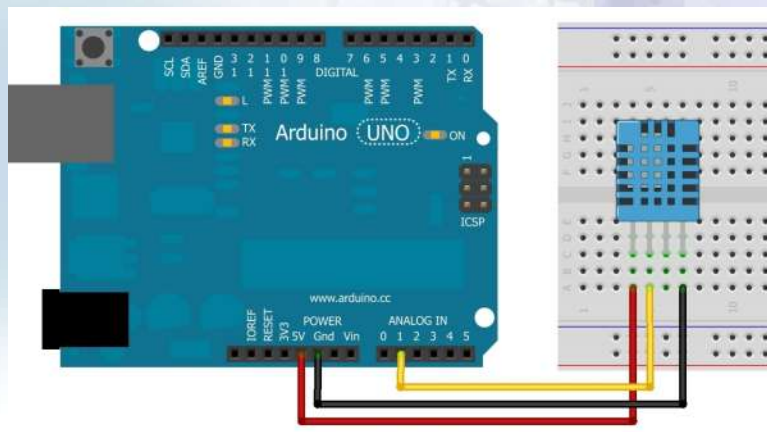 SCL SDA AREF GND 13 12 11 10 9 8 7 6 5 4 3 2 1 0
PWM PWM PWM DIGITAL PWM PWM PWM TX RX
L
TX
RX
Arduino UNO
ON
1
ICSP
www.arduino.cc
POWER
ANALOG IN
IOREF RESET 3V3 5V Gnd Vin 0 1 2 3 4 5